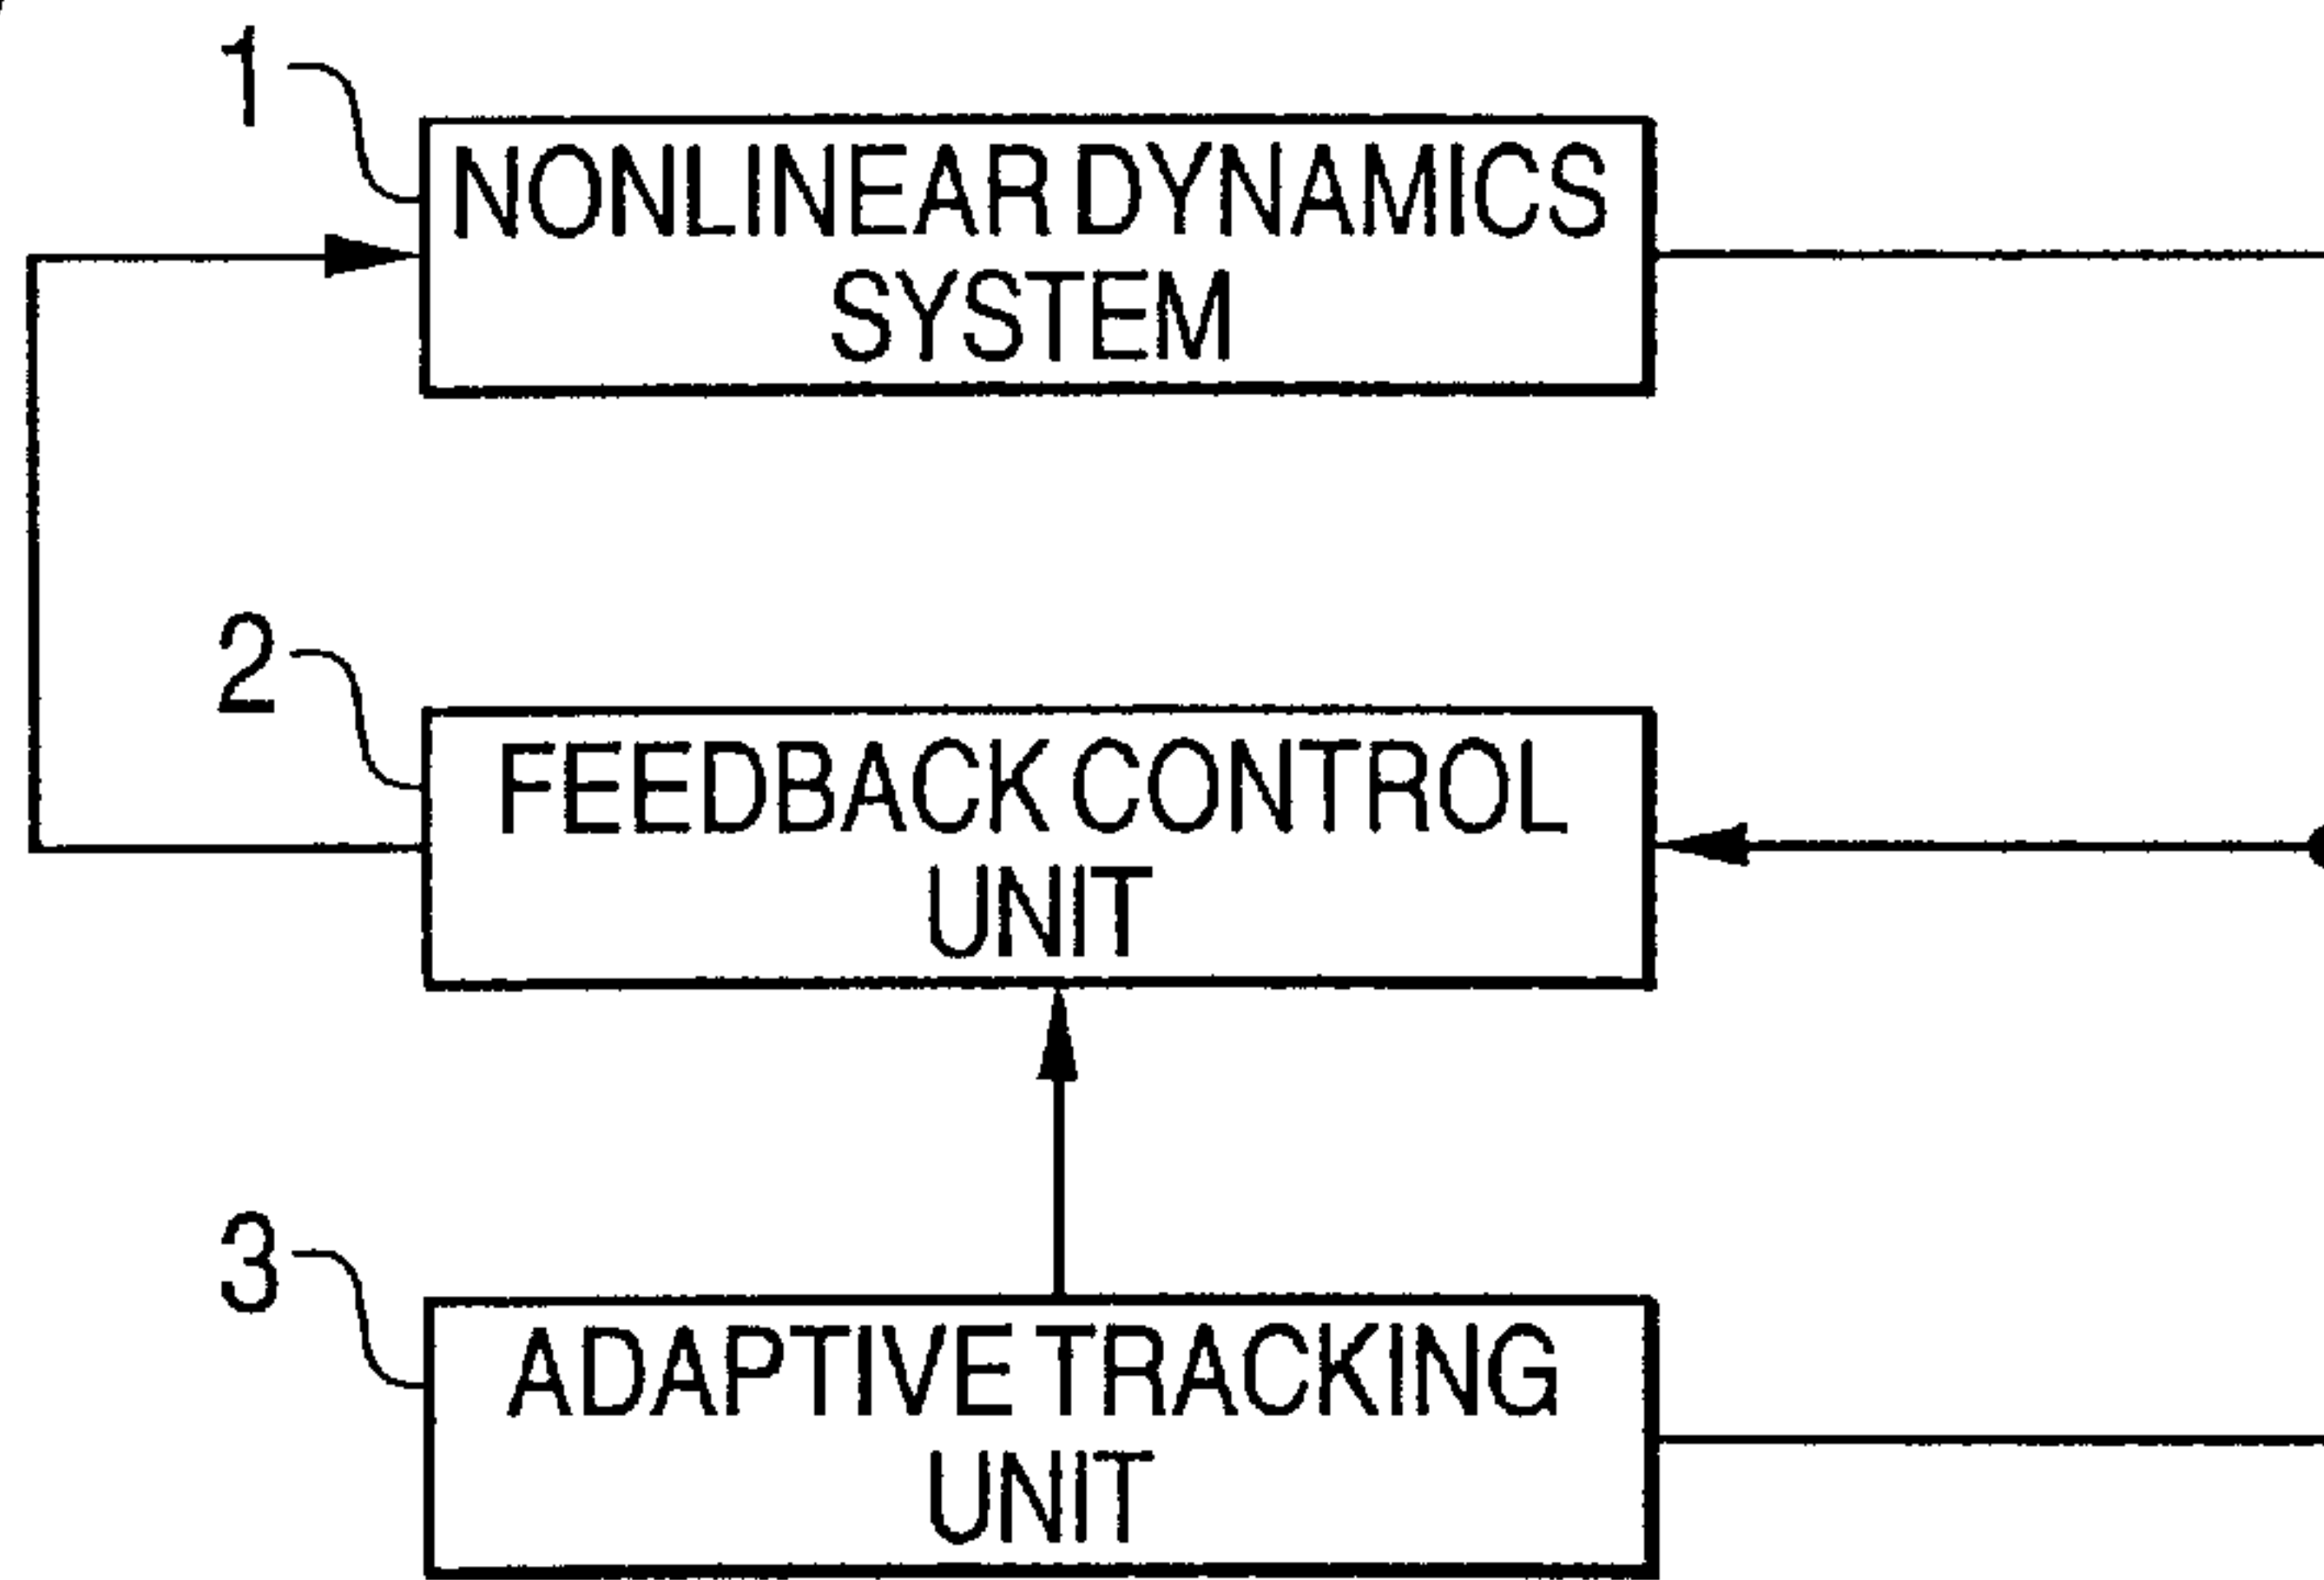 1
NONLINEAR DYNAMICS
SYSTEM
2
FEEDBACK CONTROL
UNIT
3
ADAPTIVE TRACKING
UNIT